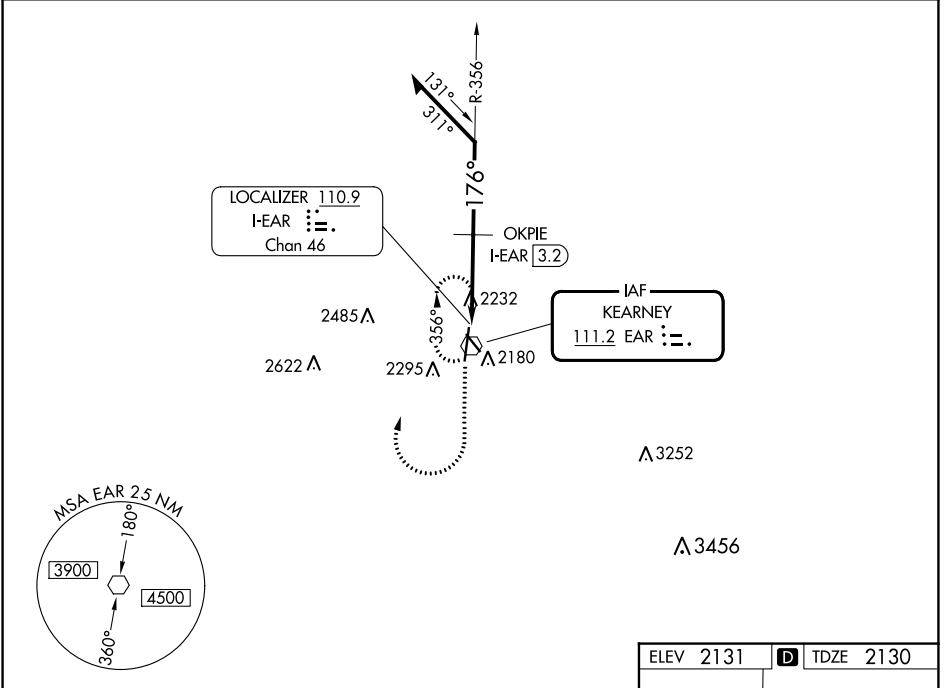 R-356
131°
311°
176°
LOCALIZER 110.9
I-EAR
Chan 46
OKPIE
I-EAR 3.2
2232
IAF
KEARNEY
111.2 EAR
2485
356°
2622
2295
2180
3252
3456
MSA EAR 25 NM
180°
3900
4500
360°
ELEV 2131 D TDZE 2130